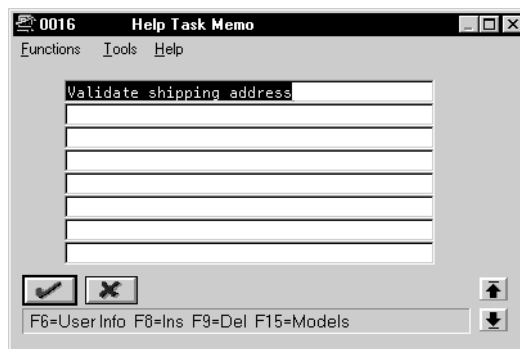 0016 Help Task Memo
Functions Tools Help
Validate shipping address
F6=User Info F8=Ins F9=Del F15=Models